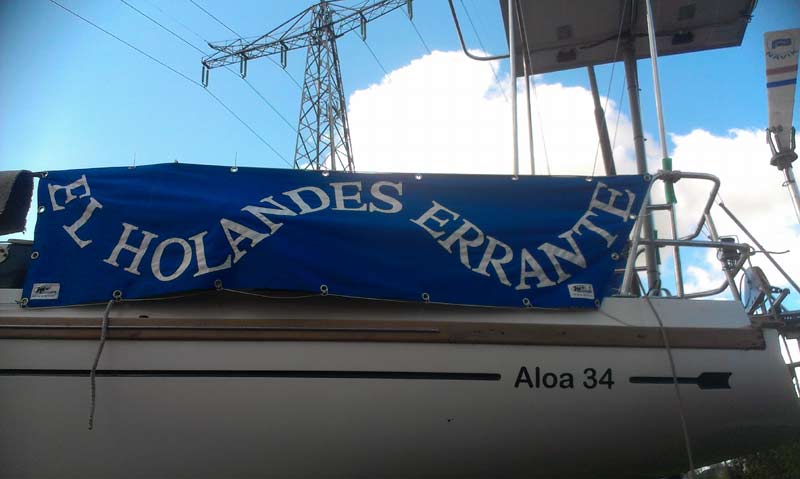 EL HOLANDES ERRANTE
Aloa 34